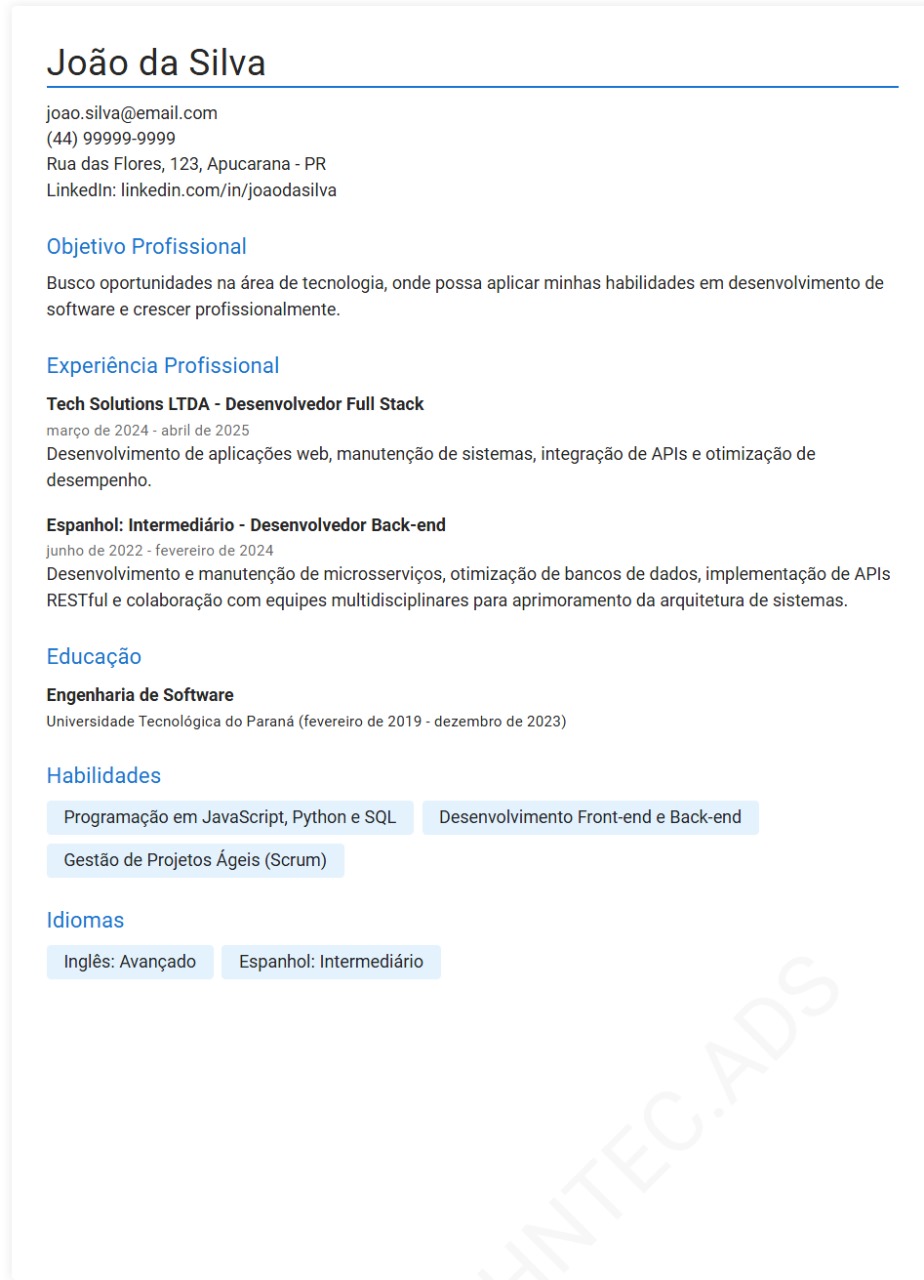 João da Silva
joao.silva@email.com
(44) 99999-9999
Rua das Flores, 123, Apucarana - PR
LinkedIn: linkedin.com/in/joaodasilva
Objetivo Profissional
Busco oportunidades na área de tecnologia, onde possa aplicar minhas habilidades em desenvolvimento de
software e crescer profissionalmente.
Experiência Profissional
Tech Solutions LTDA - Desenvolvedor Full Stack
março de 2024 - abril de 2025
Desenvolvimento de aplicações web, manutenção de sistemas, integração de APIs e otimização de
desempenho.
Espanhol: Intermediário - Desenvolvedor Back-end
junho de 2022 - fevereiro de 2024
Desenvolvimento e manutenção de microsserviços, otimização de bancos de dados, implementação de APIs
RESTful e colaboração com equipes multidisciplinares para aprimoramento da arquitetura de sistemas.
Educação
Engenharia de Software
Universidade Tecnológica do Paraná (fevereiro de 2019 - dezembro de 2023)
Habilidades
Programação em JavaScript, Python e SQL
Desenvolvimento Front-end e Back-end
Gestão de Projetos Ágeis (Scrum)
Idiomas
Inglês: Avançado
Espanhol: Intermediário
HNTEC.ADS